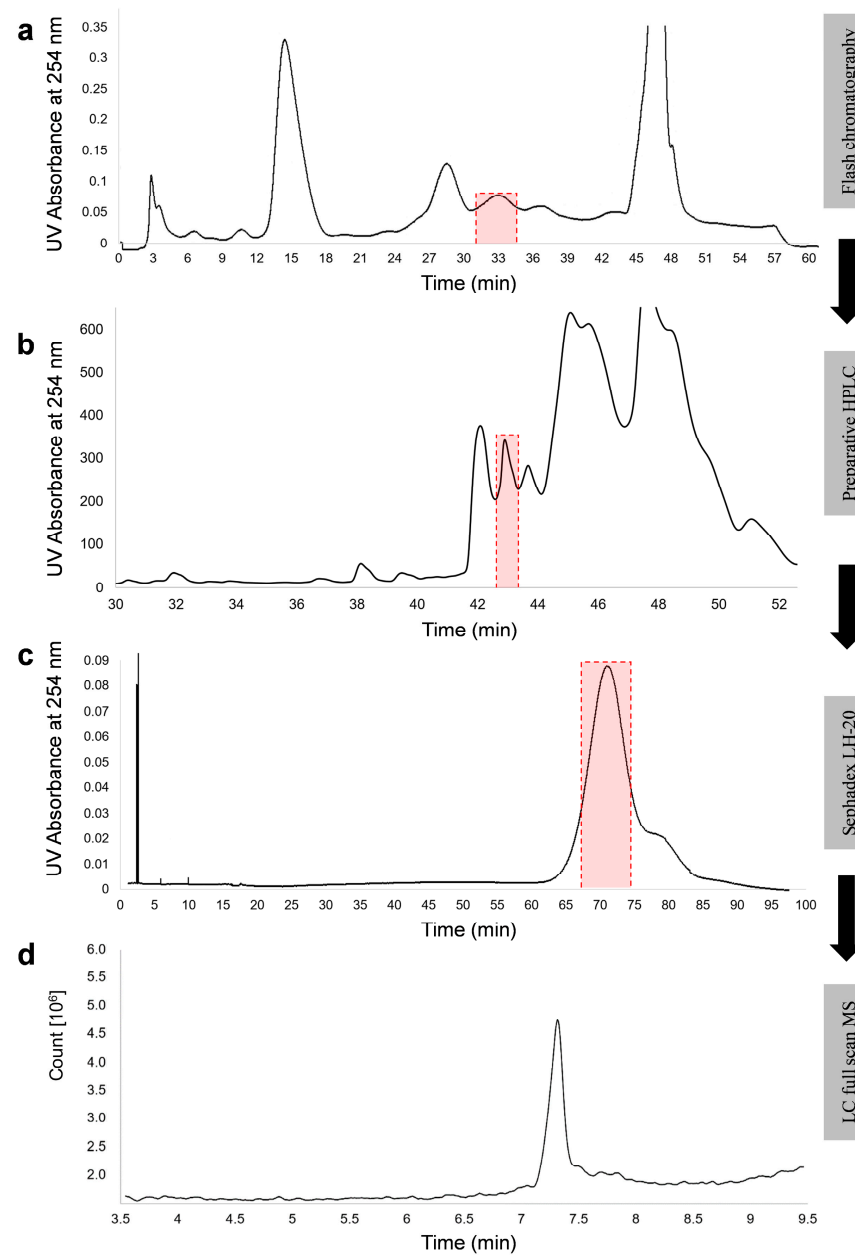 a
UV Absorbance at 254 nm
0.35
0.3
0.25
0.2
0.15
0.1
0.05
0
0 3 6 9 12 15 18 21 24 27 30 33 36 39 42 45 48 51 54 57 60
Time (min)
Flash chromatography
b
UV Absorbance at 254 nm
600
500
400
300
200
100
0
30 32 34 36 38 40 42 44 46 48 50 52
Time (min)
Preparative HPLC
c
UV Absorbance at 254 nm
0.09
0.08
0.07
0.06
0.05
0.04
0.03
0.02
0.01
0
0 5 10 15 20 25 30 35 40 45 50 55 60 65 70 75 80 85 90 95 100
Time (min)
Sephadex LH-20
d
Count [10⁶]
6.0
5.5
5.0
4.5
4.0
3.5
3.0
2.5
2.0
3.5 4 4.5 5 5.5 6 6.5 7 7.5 8 8.5 9 9.5
Time (min)
LC full scan MS